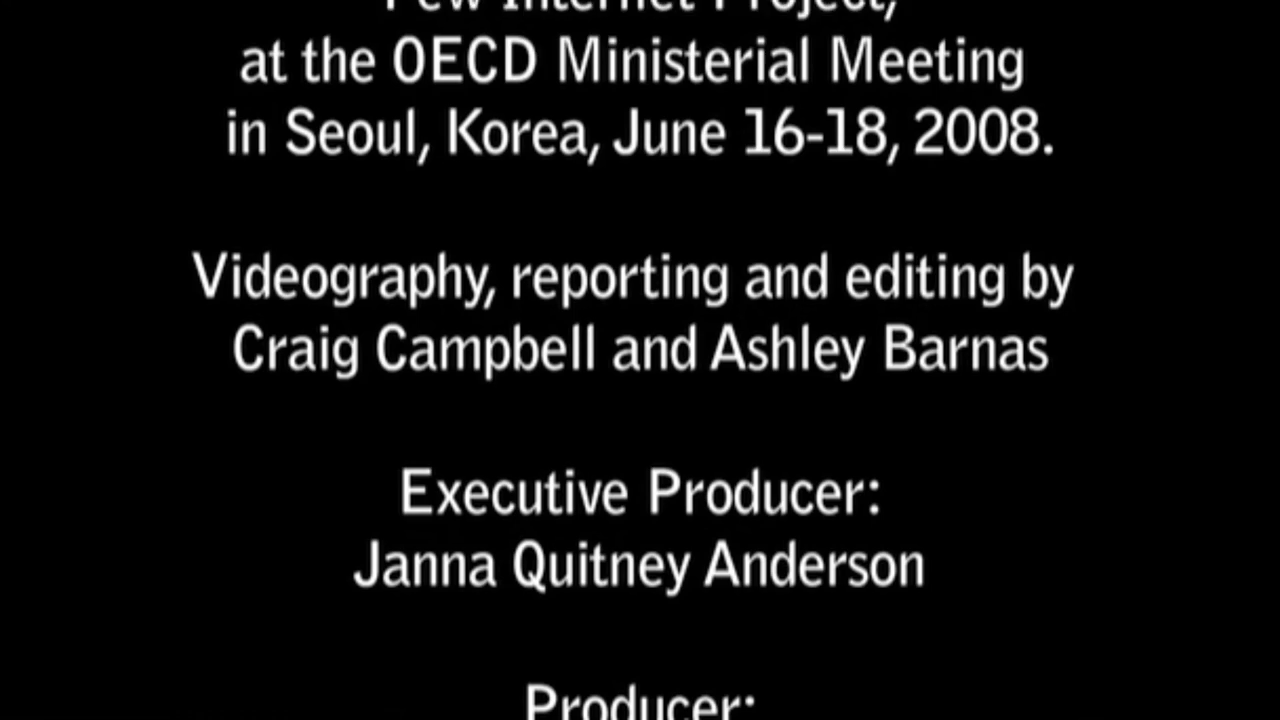 Pew Internet Project,
at the OECD Ministerial Meeting
in Seoul, Korea, June 16-18, 2008.
Videography, reporting and editing by
Craig Campbell and Ashley Barnas
Executive Producer:
Janna Quitney Anderson
Producer: